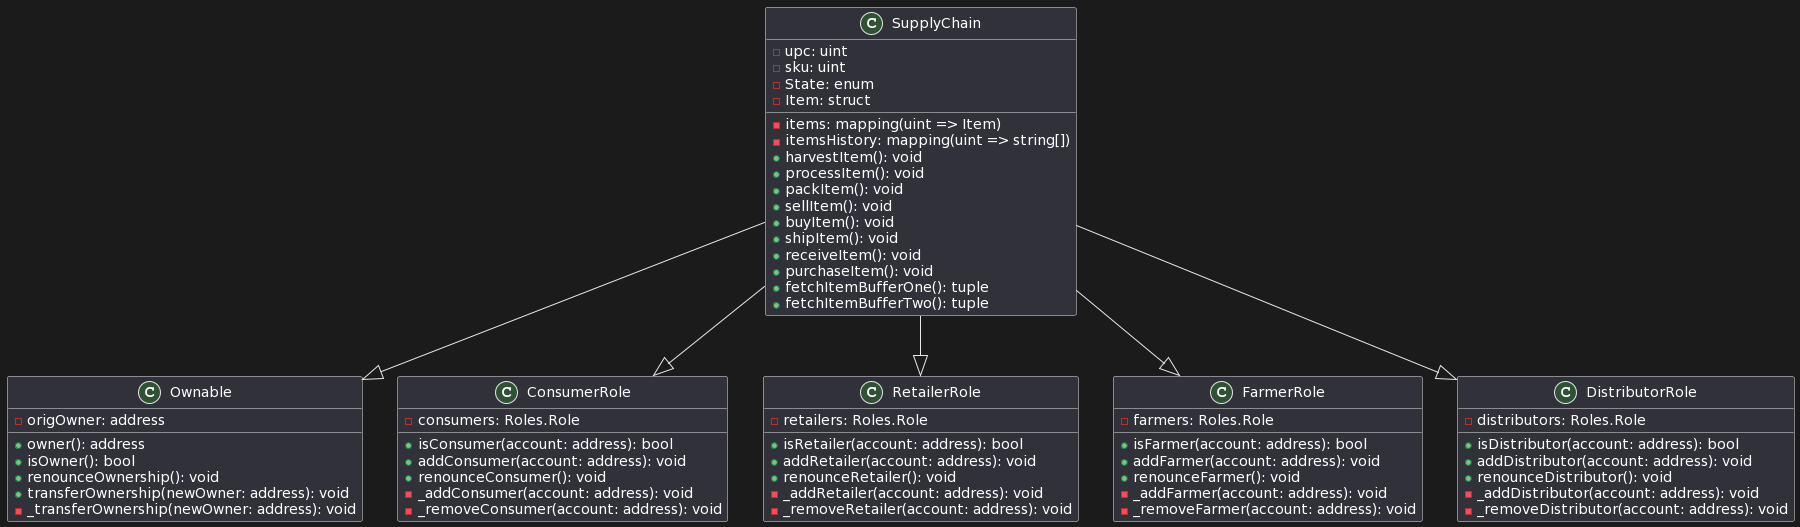 C SupplyChain
upc: uint
sku: uint
State: enum
Item: struct
items: mapping(uint => Item)
itemsHistory: mapping(uint => string[])
harvestItem(): void
processItem(): void
packItem(): void
sellItem(): void
buyItem(): void
shipItem(): void
receiveItem(): void
purchaseItem(): void
fetchItemBufferOne(): tuple
fetchItemBufferTwo(): tuple
C Ownable
origOwner: address
owner(): address
isOwner(): bool
renounceOwnership(): void
transferOwnership(newOwner: address): void
_transferOwnership(newOwner: address): void
C ConsumerRole
consumers: Roles.Role
isConsumer(account: address): bool
addConsumer(account: address): void
renounceConsumer(): void
_addConsumer(account: address): void
_removeConsumer(account: address): void
C RetailerRole
retailers: Roles.Role
isRetailer(account: address): bool
addRetailer(account: address): void
renounceRetailer(): void
_addRetailer(account: address): void
_removeRetailer(account: address): void
C FarmerRole
farmers: Roles.Role
isFarmer(account: address): bool
addFarmer(account: address): void
renounceFarmer(): void
_addFarmer(account: address): void
_removeFarmer(account: address): void
C DistributorRole
distributors: Roles.Role
isDistributor(account: address): bool
addDistributor(account: address): void
renounceDistributor(): void
_addDistributor(account: address): void
_removeDistributor(account: address): void